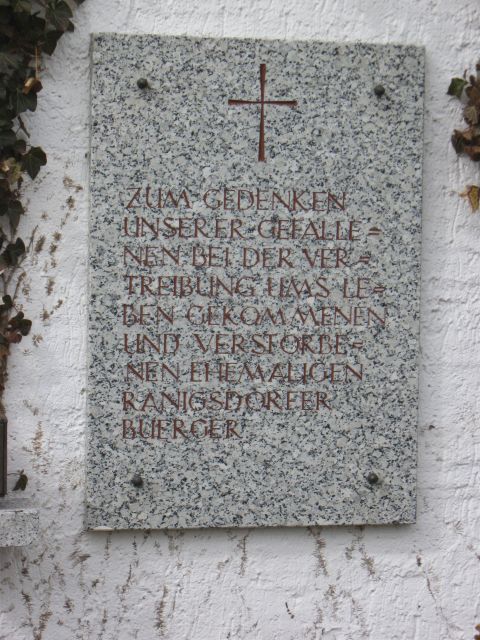 ZUM GEDENKEN
UNSERER GEFALLE=
NEN BEI DER VER=
TREIBUNG UMS LE=
BEN GEKOMMENEN
UND VERSTORBE=
NEN EHEMALIGEN
RANIGSDORFER
BUERGER